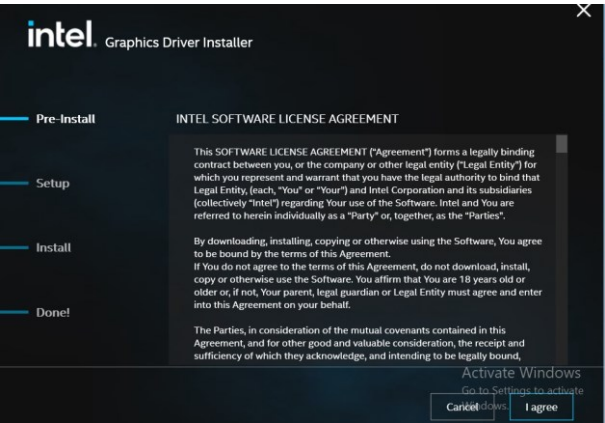 intel. Graphics Driver Installer
Pre-Install
Setup
Install
Done!
INTEL SOFTWARE LICENSE AGREEMENT
This SOFTWARE LICENSE AGREEMENT ("Agreement") forms a legally binding
contract between you, or the company or other legal entity ("Legal Entity") for
which you represent and warrant that you have the legal authority to bind that
Legal Entity, (each, "You" or "Your") and Intel Corporation and its subsidiaries
(collectively "Intel") regarding Your use of the Software. Intel and You are
referred to herein individually as a "Party" or, together, as the "Parties".
By downloading, installing, copying or otherwise using the Software, You agree
to be bound by the terms of this Agreement.
If You do not agree to the terms of this Agreement, do not download, install,
copy or otherwise use the Software. You affirm that You are 18 years old or
older or, if not, Your parent, legal guardian or Legal Entity must agree and enter
into this Agreement on your behalf.
The Parties, in consideration of the mutual covenants contained in this
Agreement, and for other good and valuable consideration, the receipt and
sufficiency of which they acknowledge, and intending to be legally bound,
Activate Windows
Go to Settings to activate
Windows.
Cancel
I agree